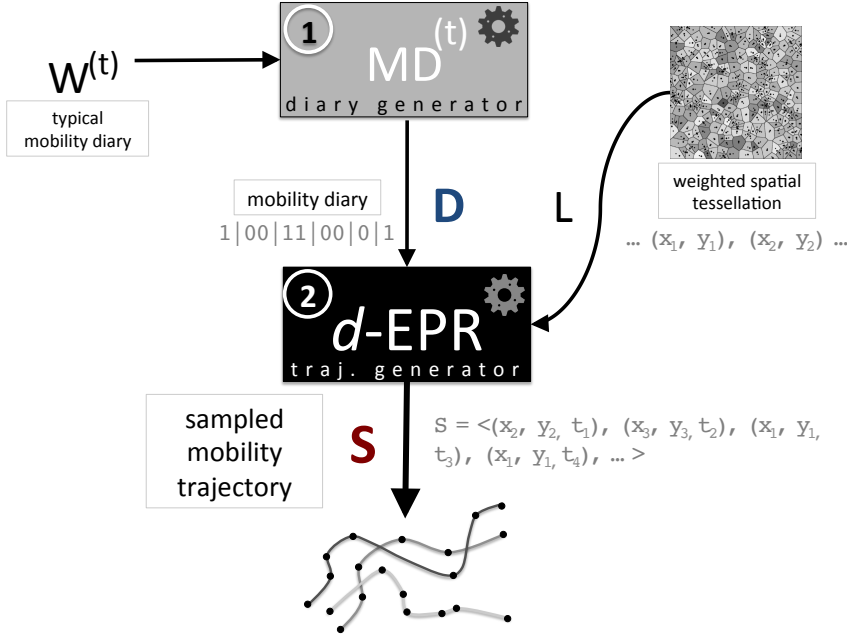 1
MD(t)
diary generator
W(t)
typical
mobility diary
mobility diary
1|00|11|00|0|1
D
L
weighted spatial
tessellation
… (x1, y1), (x2, y2) …
2
d-EPR
traj. generator
sampled
mobility
trajectory
S
S = <(x2, y2, t1), (x3, y3, t2), (x1, y1,
t3), (x1, y1, t4), … >